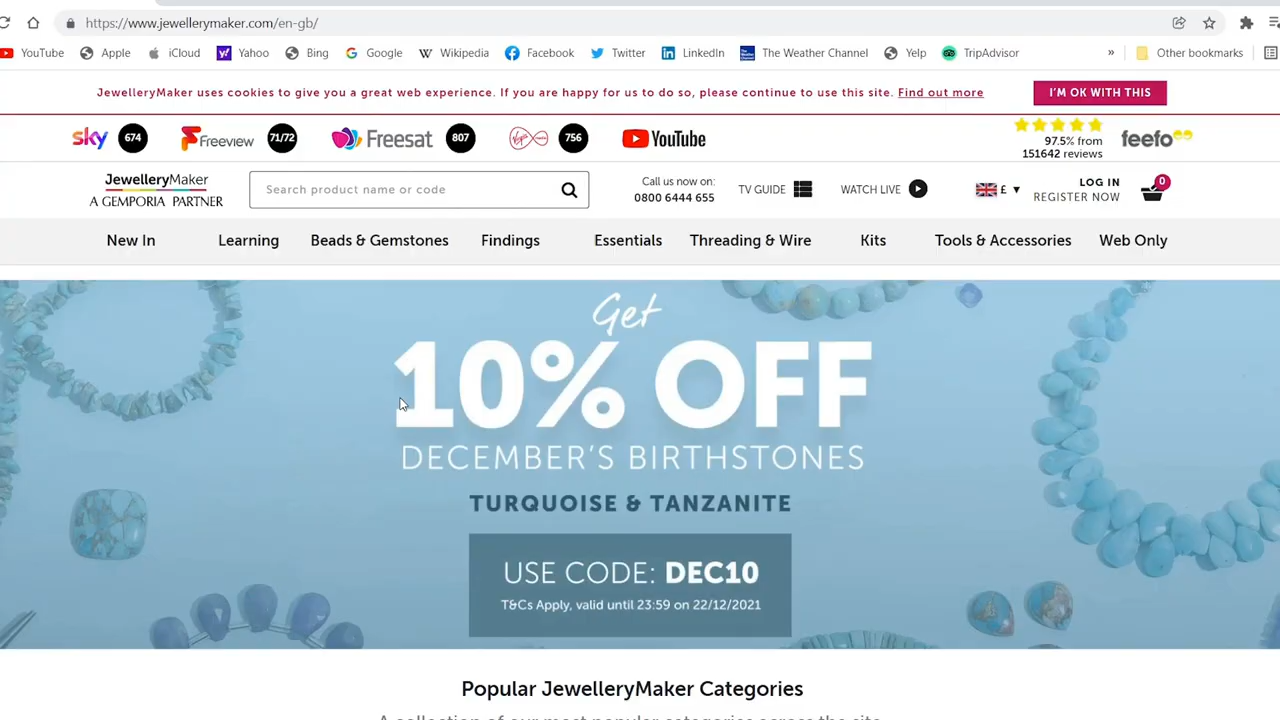 https://www.jewellerymaker.com/en-gb/
YouTube Apple iCloud Yahoo Bing Google Wikipedia Facebook Twitter LinkedIn The Weather Channel Yelp TripAdvisor » Other bookmarks
JewelleryMaker uses cookies to give you a great web experience. If you are happy for us to do so, please continue to use this site. Find out more
I'M OK WITH THIS
sky 674 Freeview 71/72 Freesat 807 756 YouTube
97.5% from
151642 reviews
feefo
JewelleryMaker
A GEMPORIA PARTNER
Search product name or code
Call us now on:
0800 6444 655
TV GUIDE
WATCH LIVE
£ ▼
LOG IN
REGISTER NOW
0
New In Learning Beads & Gemstones Findings Essentials Threading & Wire Kits Tools & Accessories Web Only
Get
10% OFF
DECEMBER'S BIRTHSTONES
TURQUOISE & TANZANITE
USE CODE: DEC10
T&Cs Apply, valid until 23:59 on 22/12/2021
Popular JewelleryMaker Categories
A collection of our most popular categories across the site